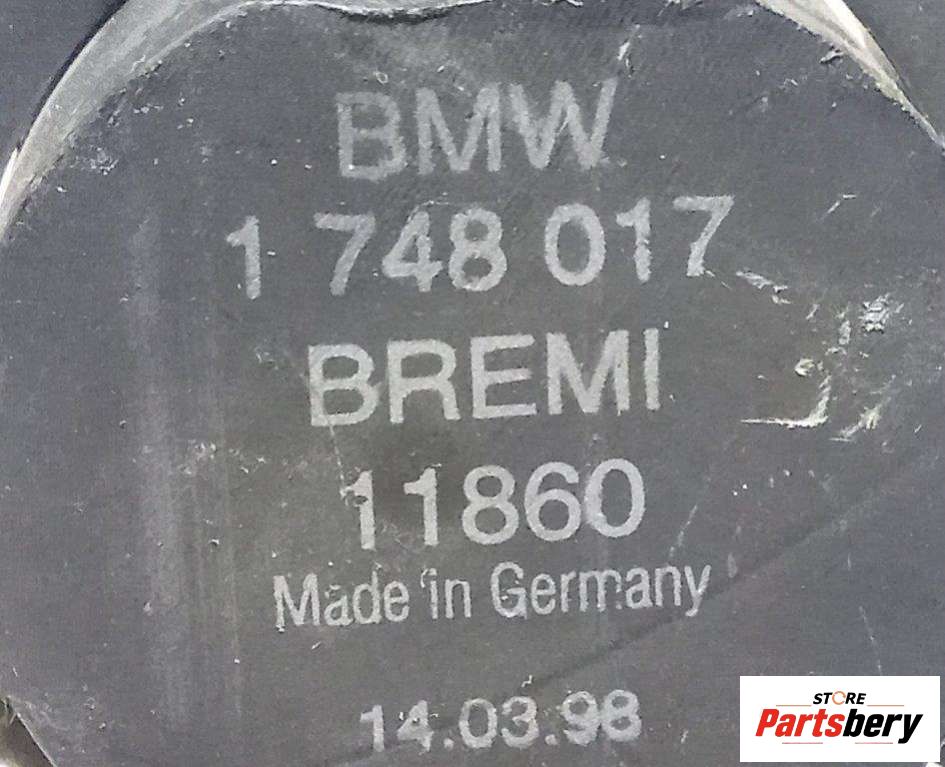 BMW
1 748 017
BREMI
11860
Made in Germany
14.03.98
STORE
Partsbery